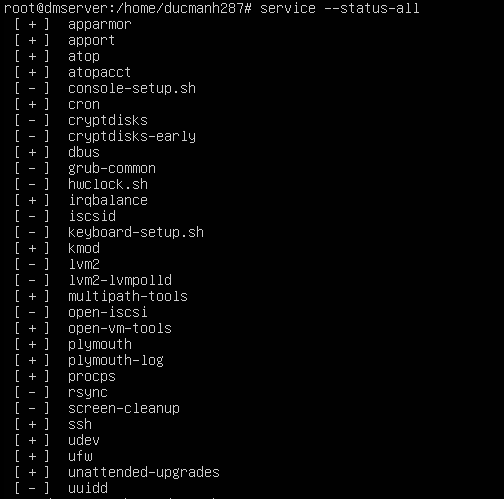 root@dmserver:/home/ducmanh287# service --status-all
[ + ]  apparmor
[ + ]  apport
[ + ]  atop
[ + ]  atopacct
[ - ]  console-setup.sh
[ + ]  cron
[ - ]  cryptdisks
[ - ]  cryptdisks-early
[ + ]  dbus
[ - ]  grub-common
[ - ]  hwclock.sh
[ + ]  irqbalance
[ - ]  iscsid
[ - ]  keyboard-setup.sh
[ + ]  kmod
[ - ]  lvm2
[ - ]  lvm2-lvmpolld
[ + ]  multipath-tools
[ - ]  open-iscsi
[ + ]  open-vm-tools
[ + ]  plymouth
[ + ]  plymouth-log
[ + ]  procps
[ - ]  rsync
[ - ]  screen-cleanup
[ + ]  ssh
[ + ]  udev
[ + ]  ufw
[ + ]  unattended-upgrades
[ - ]  uuidd